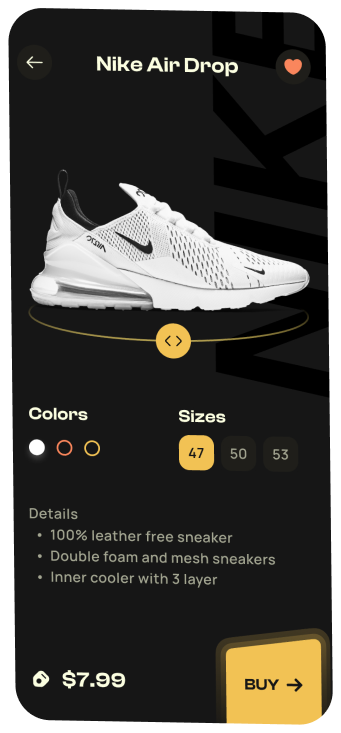 Nike Air Drop
NIKE
Colors
Sizes
47 50 53
Details
• 100% leather free sneaker
• Double foam and mesh sneakers
• Inner cooler with 3 layer
$7.99
BUY →